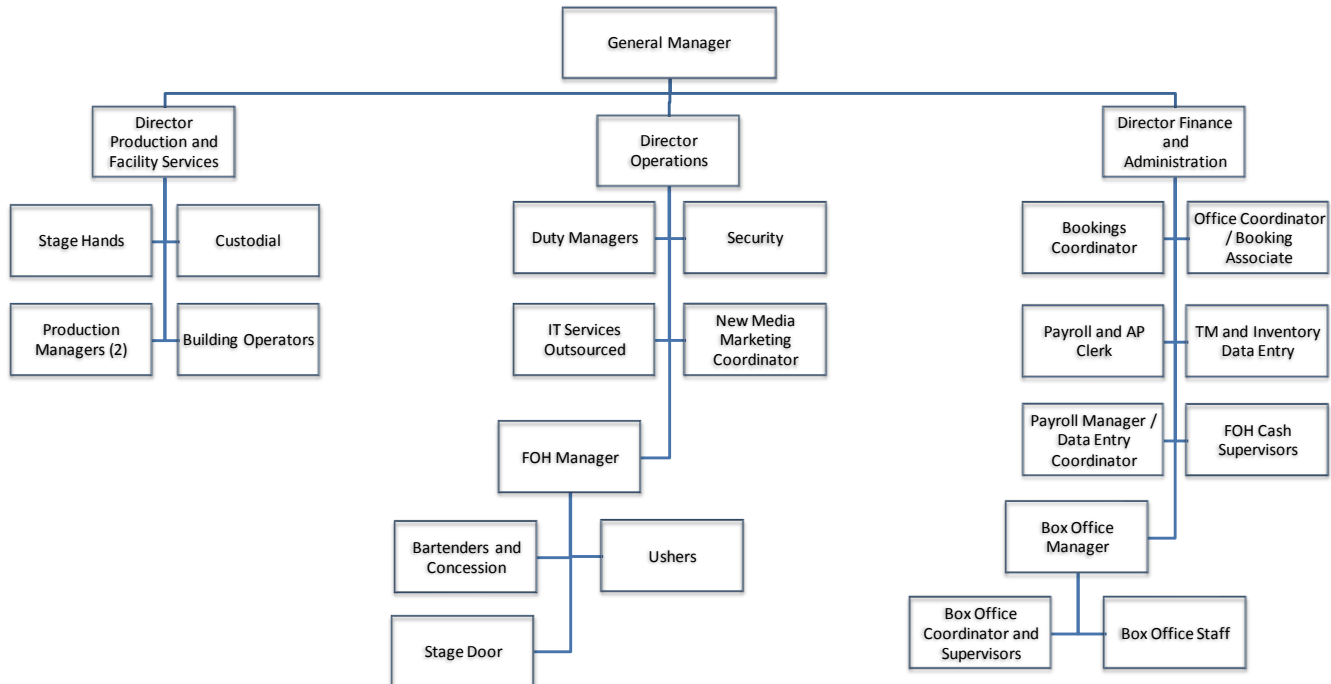 General Manager
Director
Production and
Facility Services
Director
Operations
Director Finance
and
Administration
Stage Hands
Custodial
Production
Managers (2)
Building Operators
Duty Managers
Security
IT Services
Outsourced
New Media
Marketing
Coordinator
FOH Manager
Bartenders and
Concession
Ushers
Stage Door
Bookings
Coordinator
Office Coordinator
/ Booking
Associate
Payroll and AP
Clerk
TM and Inventory
Data Entry
Payroll Manager /
Data Entry
Coordinator
FOH Cash
Supervisors
Box Office
Manager
Box Office
Coordinator and
Supervisors
Box Office Staff